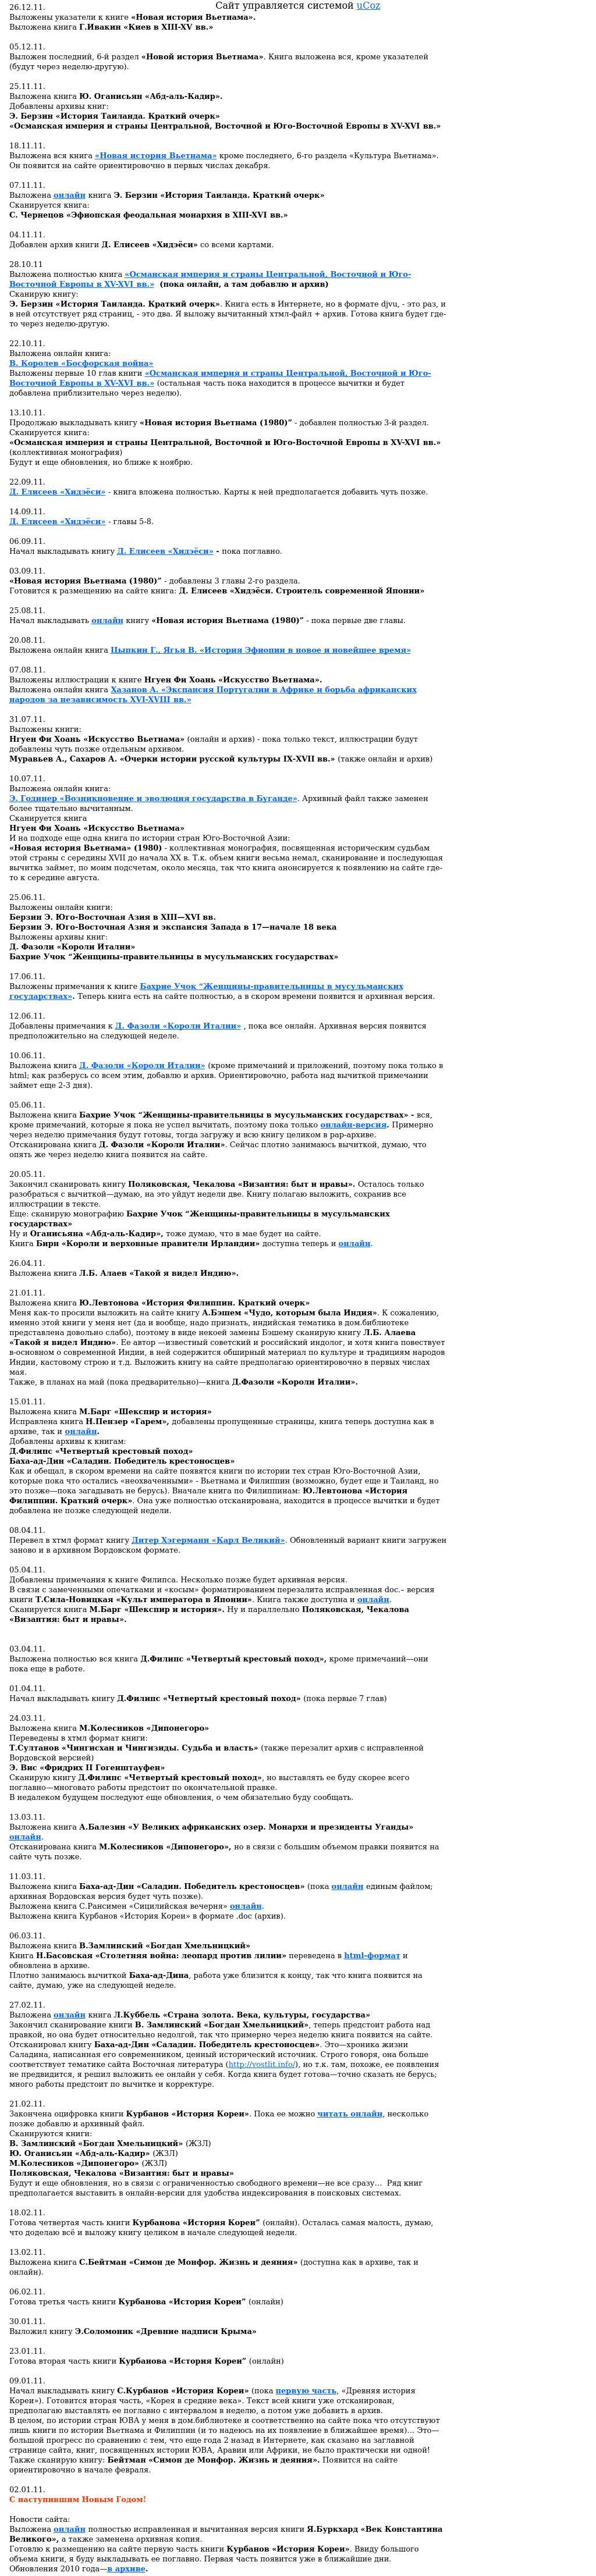 Сайт управляется системой uCoz
26.12.11.
Выложены указатели к книге «Новая история Вьетнама».
Выложена книга Г.Ивакин «Киев в XIII-XV вв.»
05.12.11.
Выложен последний, 6-й раздел «Новой история Вьетнама». Книга выложена вся, кроме указателей
(будут через неделю-другую).
25.11.11.
Выложена книга Ю. Оганисьян «Абд-аль-Кадир».
Добавлены архивы книг:
Э. Берзин «История Таиланда. Краткий очерк»
«Османская империя и страны Центральной, Восточной и Юго-Восточной Европы в XV-XVI вв.»
18.11.11.
Выложена вся книга «Новая история Вьетнама» кроме последнего, 6-го раздела «Культура Вьетнама».
Он появится на сайте ориентировочно в первых числах декабря.
07.11.11.
Выложена онлайн книга Э. Берзин «История Таиланда. Краткий очерк»
Сканируется книга:
С. Чернецов «Эфиопская феодальная монархия в XIII-XVI вв.»
04.11.11.
Добавлен архив книги Д. Елисеев «Хидэёси» со всеми картами.
28.10.11
Выложена полностью книга «Османская империя и страны Центральной, Восточной и Юго-
Восточной Европы в XV-XVI вв.» (пока онлайн, а там добавлю и архив)
Сканирую книгу:
Э. Берзин «История Таиланда. Краткий очерк». Книга есть в Интернете, но в формате djvu, - это раз, и
в ней отсутствует ряд страниц, - это два. Я выложу вычитанный хтмл-файл + архив. Готова книга будет где-
то через неделю-другую.
22.10.11.
Выложена онлайн книга:
В. Королев «Босфорская война»
Выложены первые 10 глав книги «Османская империя и страны Центральной, Восточной и Юго-
Восточной Европы в XV-XVI вв.» (остальная часть пока находится в процессе вычитки и будет
добавлена приблизительно через неделю).
13.10.11.
Продолжаю выкладывать книгу «Новая история Вьетнама (1980)” - добавлен полностью 3-й раздел.
Сканируется книга:
«Османская империя и страны Центральной, Восточной и Юго-Восточной Европы в XV-XVI вв.»
(коллективная монография)
Будут и еще обновления, но ближе к ноябрю.
22.09.11.
Д. Елисеев «Хидэёси» - книга вложена полностью. Карты к ней предполагается добавить чуть позже.
14.09.11.
Д. Елисеев «Хидэёси» - главы 5-8.
06.09.11.
Начал выкладывать книгу Д. Елисеев «Хидэёси» - пока поглавно.
03.09.11.
«Новая история Вьетнама (1980)” - добавлены 3 главы 2-го раздела.
Готовится к размещению на сайте книга: Д. Елисеев «Хидэёси. Строитель современной Японии»
25.08.11.
Начал выкладывать онлайн книгу «Новая история Вьетнама (1980)” - пока первые две главы.
20.08.11.
Выложена онлайн книга Цыпкин Г., Ягья В. «История Эфиопии в новое и новейшее время»
07.08.11.
Выложены иллюстрации к книге Нгуен Фи Хоань «Искусство Вьетнама».
Выложена онлайн книга Хазанов А. «Экспансия Португалии в Африке и борьба африканских
народов за независимость XVI-XVIII вв.»
31.07.11.
Выложены книги:
Нгуен Фи Хоань «Искусство Вьетнама» (онлайн и архив) - пока только текст, иллюстрации будут
добавлены чуть позже отдельным архивом.
Муравьев А., Сахаров А. «Очерки истории русской культуры IX-XVII вв.» (также онлайн и архив)
10.07.11.
Выложена онлайн книга:
Э. Годинер «Возникновение и эволюция государства в Буганде». Архивный файл также заменен
более тщательно вычитанным.
Сканируется книга
Нгуен Фи Хоань «Искусство Вьетнама»
И на подходе еще одна книга по истории стран Юго-Восточной Азии:
«Новая история Вьетнама» (1980) - коллективная монография, посвященная историческим судьбам
этой страны с середины XVII до начала XX в. Т.к. объем книги весьма немал, сканирование и последующая
вычитка займет, по моим подсчетам, около месяца, так что книга анонсируется к появлению на сайте где-
то к середине августа.
25.06.11.
Выложены онлайн книги:
Берзин Э. Юго-Восточная Азия в XIII—XVI вв.
Берзин Э. Юго-Восточная Азия и экспансия Запада в 17—начале 18 века
Выложены архивы книг:
Д. Фазоли «Короли Италии»
Бахрие Учок “Женщины-правительницы в мусульманских государствах»
17.06.11.
Выложены примечания к книге Бахрие Учок “Женщины-правительницы в мусульманских
государствах». Теперь книга есть на сайте полностью, а в скором времени появится и архивная версия.
12.06.11.
Добавлены примечания к Д. Фазоли «Короли Италии» , пока все онлайн. Архивная версия появится
предположительно на следующей неделе.
10.06.11.
Выложена книга Д. Фазоли «Короли Италии» (кроме примечаний и приложений, поэтому пока только в
html; как разберусь со всем этим, добавлю и архив. Ориентировочно, работа над вычиткой примечании
займет еще 2-3 дня).
05.06.11.
Выложена книга Бахрие Учок “Женщины-правительницы в мусульманских государствах» - вся,
кроме примечаний, которые я пока не успел вычитать, поэтому пока только онлайн-версия. Примерно
через неделю примечания будут готовы, тогда загружу и всю книгу целиком в рар-архиве.
Отсканирована книга Д. Фазоли «Короли Италии». Сейчас плотно занимаюсь вычиткой, думаю, что
опять же через неделю книга появится на сайте.
20.05.11.
Закончил сканировать книгу Поляковская, Чекалова «Византия: быт и нравы». Осталось только
разобраться с вычиткой—думаю, на это уйдут недели две. Книгу полагаю выложить, сохранив все
иллюстрации в тексте.
Еще: сканирую монографию Бахрие Учок “Женщины-правительницы в мусульманских
государствах»
Ну и Оганисьяна «Абд-аль-Кадир», тоже думаю, что в мае будет на сайте.
Книга Бирн «Короли и верховные правители Ирландии» доступна теперь и онлайн.
26.04.11.
Выложена книга Л.Б. Алаев «Такой я видел Индию».
21.01.11.
Выложена книга Ю.Левтонова «История Филиппин. Краткий очерк»
Меня как-то просили выложить на сайте книгу А.Бэшем «Чудо, которым была Индия». К сожалению,
именно этой книги у меня нет (да и вообще, надо признать, индийская тематика в дом.библиотеке
представлена довольно слабо), поэтому в виде некоей замены Бэшему сканирую книгу Л.Б. Алаева
«Такой я видел Индию». Ее автор —известный советский и российский индолог, и хотя книга повествует
в-основном о современной Индии, в ней содержится обширный материал по культуре и традициям народов
Индии, кастовому строю и т.д. Выложить книгу на сайте предполагаю ориентировочно в первых числах
мая.
Также, в планах на май (пока предварительно)—книга Д.Фазоли «Короли Италии».
15.01.11.
Выложена книга М.Барг «Шекспир и история»
Исправлена книга Н.Пензер «Гарем», добавлены пропущенные страницы, книга теперь доступна как в
архиве, так и онлайн.
Добавлены архивы к книгам:
Д.Филипс «Четвертый крестовый поход»
Баха-ад-Дин «Саладин. Победитель крестоносцев»
Как и обещал, в скором времени на сайте появятся книги по истории тех стран Юго-Восточной Азии,
которые пока что остались «неохваченными» - Вьетнама и Филиппин (возможно, будет еще и Таиланд, но
это позже—пока загадывать не берусь). Вначале книга по Филиппинам: Ю.Левтонова «История
Филиппин. Краткий очерк». Она уже полностью отсканирована, находится в процессе вычитки и будет
добавлена не позже следующей недели.
08.04.11.
Перевел в хтмл формат книгу Дитер Хэгерманн «Карл Великий». Обновленный вариант книги загружен
заново и в архивном Вордовском формате.
05.04.11.
Добавлены примечания к книге Филипса. Несколько позже будет архивная версия.
В связи с замеченными опечатками и «косым» форматированием перезалита исправленная doc.– версия
книги Т.Сила-Новицкая «Культ императора в Японии». Книга также доступна и онлайн.
Сканируется книга М.Барг «Шекспир и история». Ну и параллельно Поляковская, Чекалова
«Византия: быт и нравы».
03.04.11.
Выложена полностью вся книга Д.Филипс «Четвертый крестовый поход», кроме примечаний—они
пока еще в работе.
01.04.11.
Начал выкладывать книгу Д.Филипс «Четвертый крестовый поход» (пока первые 7 глав)
24.03.11.
Выложена книга М.Колесников «Дипонегоро»
Переведены в хтмл формат книги:
Т.Султанов «Чингисхан и Чингизиды. Судьба и власть» (также перезалит архив с исправленной
Вордовской версией)
Э. Вис «Фридрих II Гогенштауфен»
Сканирую книгу Д.Филипс «Четвертый крестовый поход», но выставлять ее буду скорее всего
поглавно—многовато работы предстоит по окончательной правке.
В недалеком будущем последуют еще обновления, о чем обязательно буду сообщать.
13.03.11.
Выложена книга А.Балезин «У Великих африканских озер. Монархи и президенты Уганды»
онлайн.
Отсканирована книга М.Колесников «Дипонегоро», но в связи с большим объемом правки появится на
сайте чуть позже.
11.03.11.
Выложена книга Баха-ад-Дин «Саладин. Победитель крестоносцев» (пока онлайн единым файлом;
архивная Вордовская версия будет чуть позже).
Выложена книга С.Рансимен «Сицилийская вечерня» онлайн.
Выложена книга Курбанов «История Кореи» в формате .doc (архив).
06.03.11.
Выложена книга В.Замлинский «Богдан Хмельницкий»
Книга Н.Басовская «Столетняя война: леопард против лилии» переведена в html-формат и
обновлена в архиве.
Плотно занимаюсь вычиткой Баха-ад-Дина, работа уже близится к концу, так что книга появится на
сайте, думаю, уже на следующей неделе.
27.02.11.
Выложена онлайн книга Л.Куббель «Страна золота. Века, культуры, государства»
Закончил сканирование книги В. Замлинский «Богдан Хмельницкий», теперь предстоит работа над
правкой, но она будет относительно недолгой, так что примерно через неделю книга появится на сайте.
Отсканировал книгу Баха-ад-Дин «Саладин. Победитель крестоносцев». Это—хроника жизни
Саладина, написанная его современником, ценный исторический источник. Строго говоря, она больше
соответствует тематике сайта Восточная литература (http://vostlit.info/), но т.к. там, похоже, ее появления
не предвидится, я решил выложить ее онлайн у себя. Когда книга будет готова—точно сказать не берусь;
много работы предстоит по вычитке и корректуре.
21.02.11.
Закончена оцифровка книги Курбанов «История Кореи». Пока ее можно читать онлайн, несколько
позже добавлю и архивный файл.
Сканируются книги:
В. Замлинский «Богдан Хмельницкий» (ЖЗЛ)
Ю. Оганисьян «Абд-аль-Кадир» (ЖЗЛ)
М.Колесников «Дипонегоро» (ЖЗЛ)
Поляковская, Чекалова «Византия: быт и нравы»
Будут и еще обновления, но в связи с ограниченностью свободного времени—не все сразу… Ряд книг
предполагается выставить в онлайн-версии для удобства индексирования в поисковых системах.
18.02.11.
Готова четвертая часть книги Курбанова «История Кореи” (онлайн). Осталась самая малость, думаю,
что доделаю всё и выложу книгу целиком в начале следующей недели.
13.02.11.
Выложена книга С.Бейтман «Симон де Монфор. Жизнь и деяния» (доступна как в архиве, так и
онлайн).
06.02.11.
Готова третья часть книги Курбанова «История Кореи” (онлайн)
30.01.11.
Выложил книгу Э.Соломоник «Древние надписи Крыма»
23.01.11.
Готова вторая часть книги Курбанова «История Кореи” (онлайн)
09.01.11.
Начал выкладывать книгу С.Курбанов «История Кореи» (пока первую часть, «Древняя история
Кореи»). Готовится вторая часть, «Корея в средние века». Текст всей книги уже отсканирован,
предполагаю выставлять ее поглавно с интервалом в неделю, а потом уже добавить в архив.
В целом, по истории стран ЮВА у меня в дом.библиотеке и соответственно на сайте пока что отсутствуют
лишь книги по истории Вьетнама и Филиппин (и то надеюсь на их появление в ближайшее время)… Это—
большой прогресс по сравнению с тем, что еще года 2 назад в Интернете, как сказано на заглавной
странице сайта, книг, посвященных истории ЮВА, Аравии или Африки, не было практически ни одной!
Также сканирую книгу: Бейтман «Симон де Монфор. Жизнь и деяния». Появится на сайте
ориентировочно в начале февраля.
02.01.11.
С наступившим Новым Годом!
Новости сайта:
Выложена онлайн полностью исправленная и вычитанная версия книги Я.Буркхард «Век Константина
Великого», а также заменена архивная копия.
Готовлю к размещению на сайте первую часть книги Курбанов «История Кореи». Ввиду большого
объема книги, я буду выкладывать ее поглавно. Первая часть появится уже в ближайшие дни.
Обновления 2010 года—в архиве.